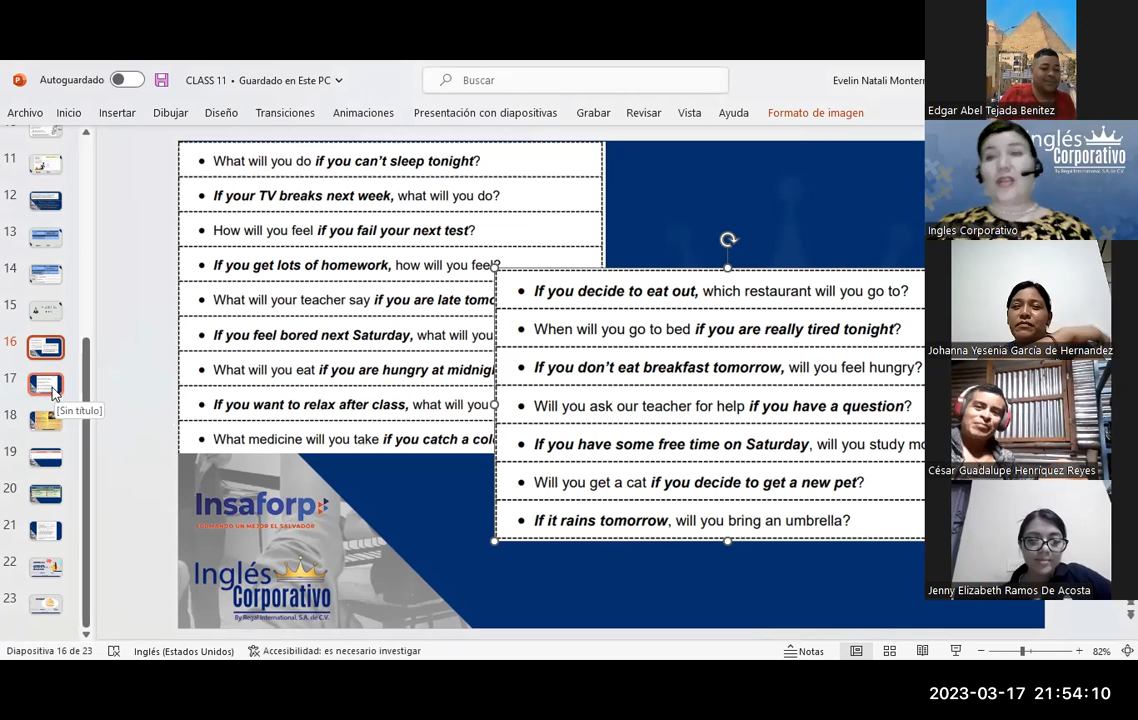 Autoguardado
CLASS 11 • Guardado en Este PC
Buscar
Evelin Natali
Archivo Inicio Insertar Dibujar Diseño Transiciones Animaciones Presentación con diapositivas Grabar Revisar Vista Ayuda Formato de imagen
11
12
13
14
15
16
17
[Sin título]
18
19
20
21
22
23
• What will you do if you can't sleep tonight?
• If your TV breaks next week, what will you do?
• How will you feel if you fail your next test?
• If you get lots of homework, how will you feel?
• What will your teacher say if you are late
• If you feel bored next Saturday, what will you
• What will you eat if you are hungry at
• If you want to relax after class, what will you
• What medicine will you take if you catch a
• If you decide to eat out, which restaurant will you go to?
• When will you go to bed if you are really tired tonight?
• If you don't eat breakfast tomorrow, will you feel hungry?
• Will you ask our teacher for help if you have a question?
• If you have some free time on Saturday, will you study
• Will you get a cat if you decide to get a new pet?
• If it rains tomorrow, will you bring an umbrella?
Insaforp
FORMANDO UN MEJOR EL SALVADOR
Inglés
Corporativo
By Regal International, S.A. de C.V.
Edgar Abel Tejada Benitez
Inglés
Corporativo
By Regal International, S.A. de C.V.
Ingles Corporativo
Johanna Yesenia García de Hernandez
César Guadalupe Henríquez Reyes
Jenny Elizabeth Ramos De Acosta
Diapositiva 16 de 23 Inglés (Estados Unidos) Accesibilidad: es necesario investigar Notas 82%
2023-03-17 21:54:10